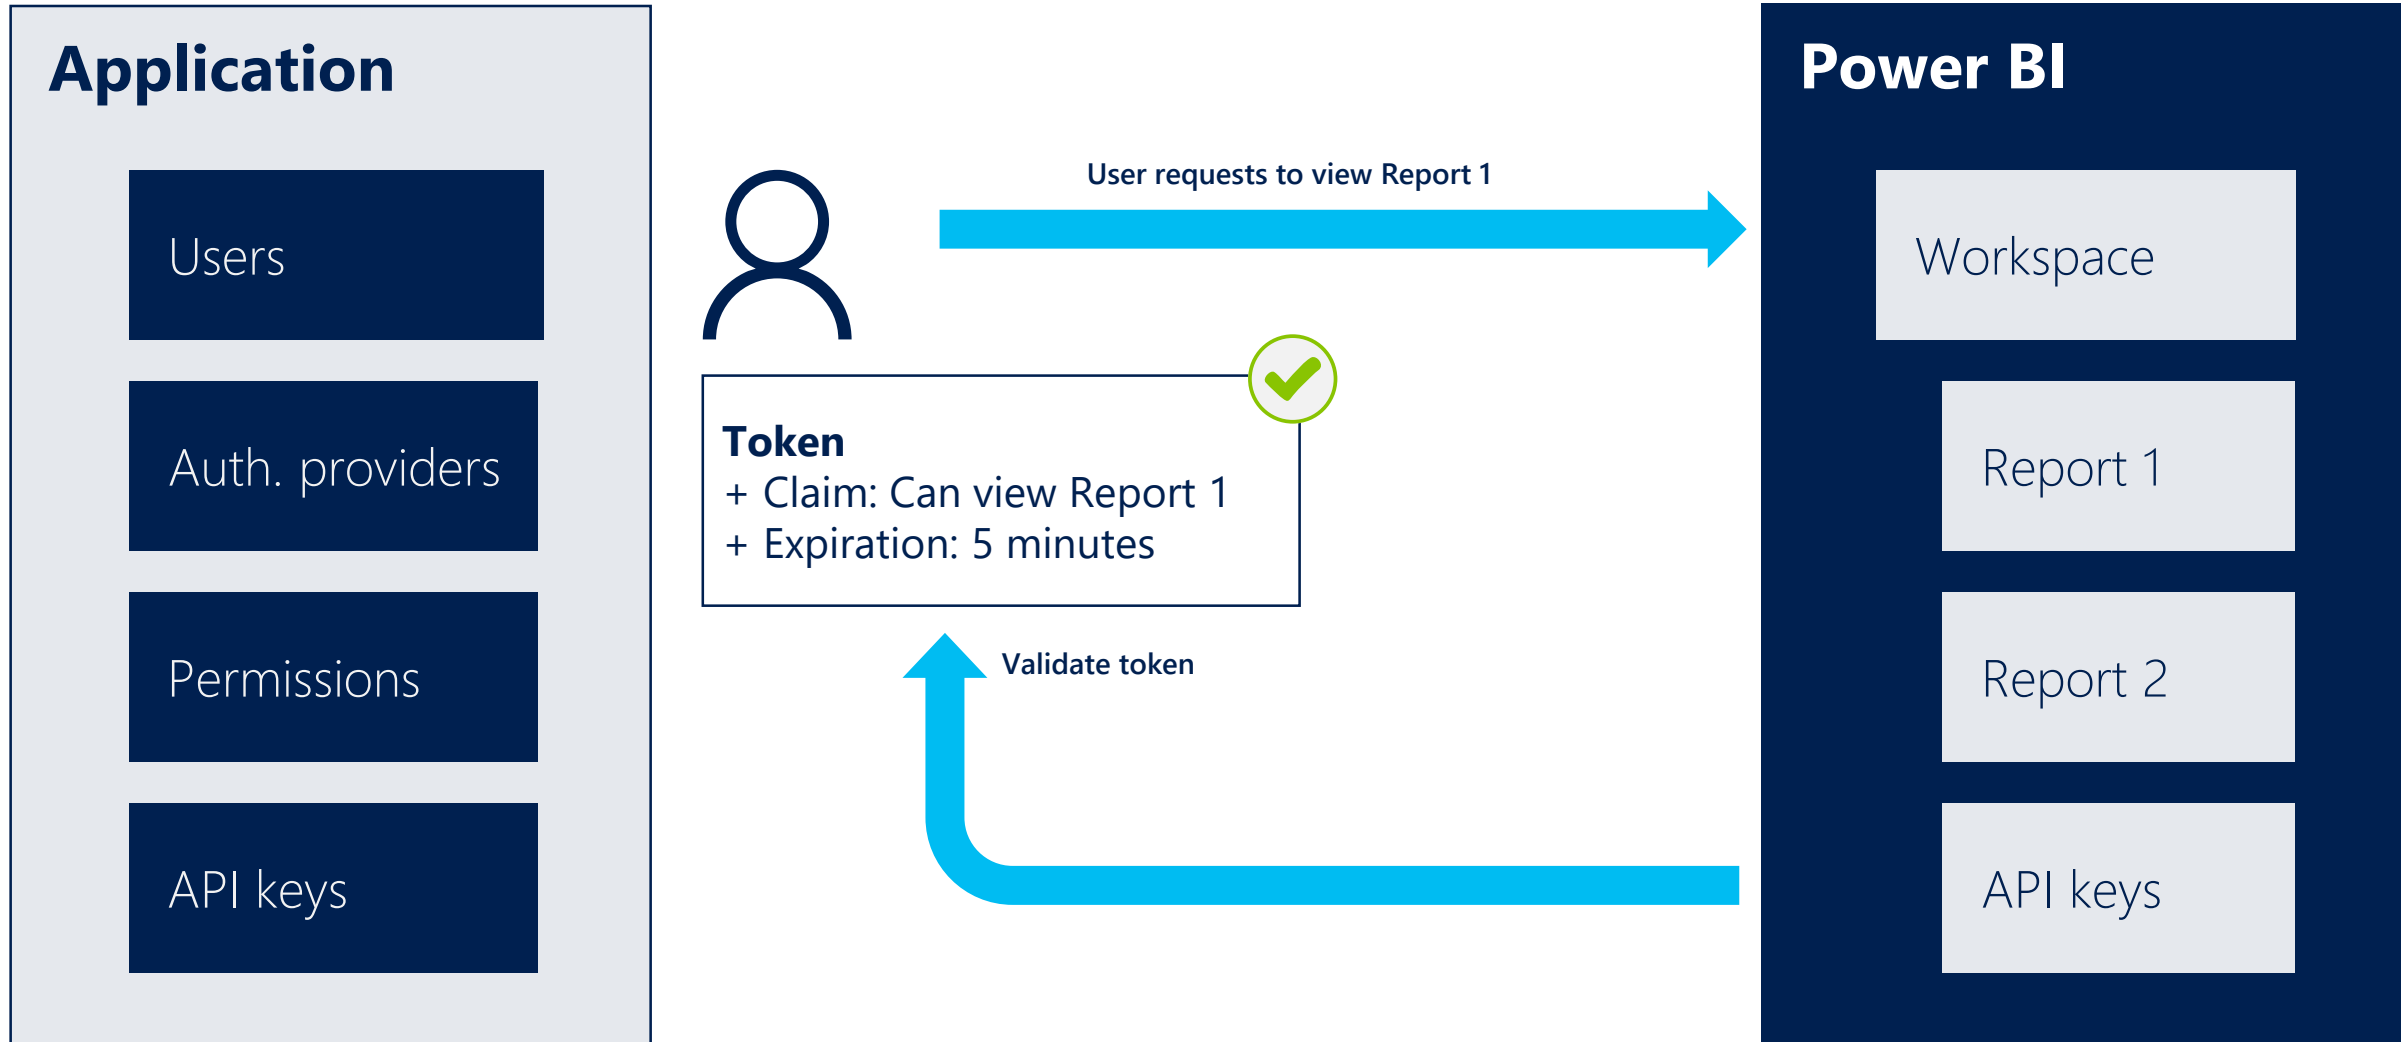 Application
Users
Auth. providers
Permissions
API keys
User requests to view Report 1
Token
+ Claim: Can view Report 1
+ Expiration: 5 minutes
Validate token
Power BI
Workspace
Report 1
Report 2
API keys